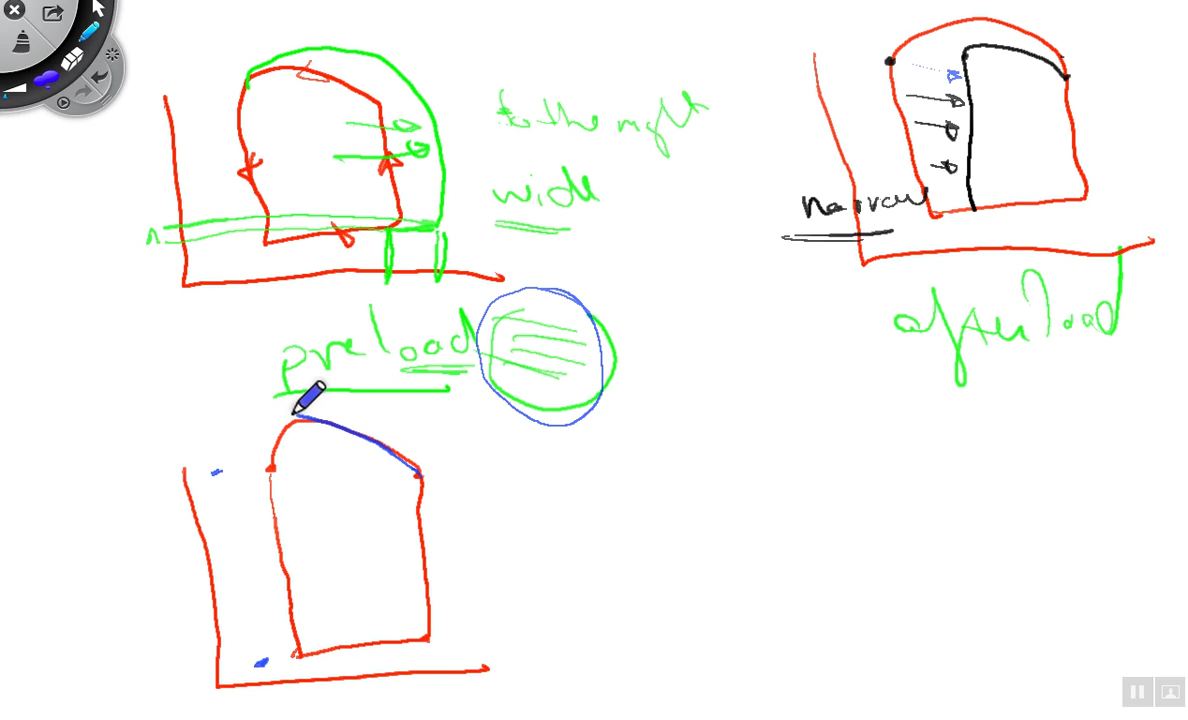 to the right
wide
preload
narrow
afterload